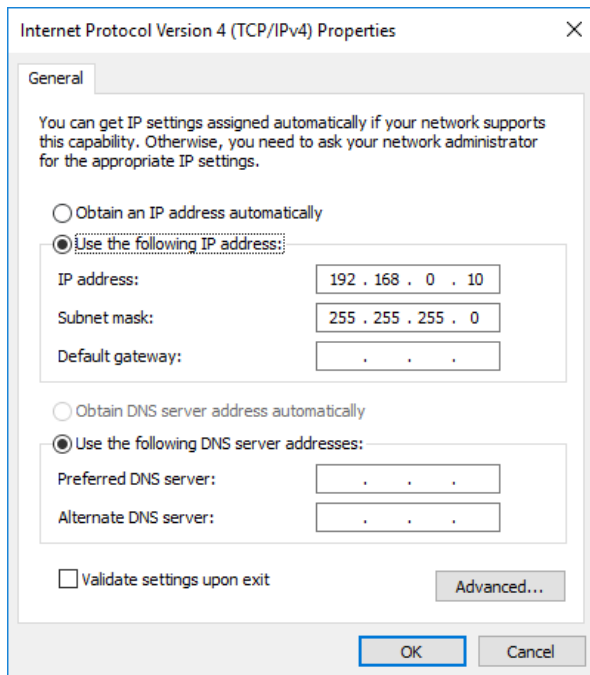 Internet Protocol Version 4 (TCP/IPv4) Properties
General
You can get IP settings assigned automatically if your network supports
this capability. Otherwise, you need to ask your network administrator
for the appropriate IP settings.
Obtain an IP address automatically
Use the following IP address:
IP address: 192 . 168 . 0 . 10
Subnet mask: 255 . 255 . 255 . 0
Default gateway: . . .
Obtain DNS server address automatically
Use the following DNS server addresses:
Preferred DNS server: . . .
Alternate DNS server: . . .
Validate settings upon exit
Advanced...
OK Cancel